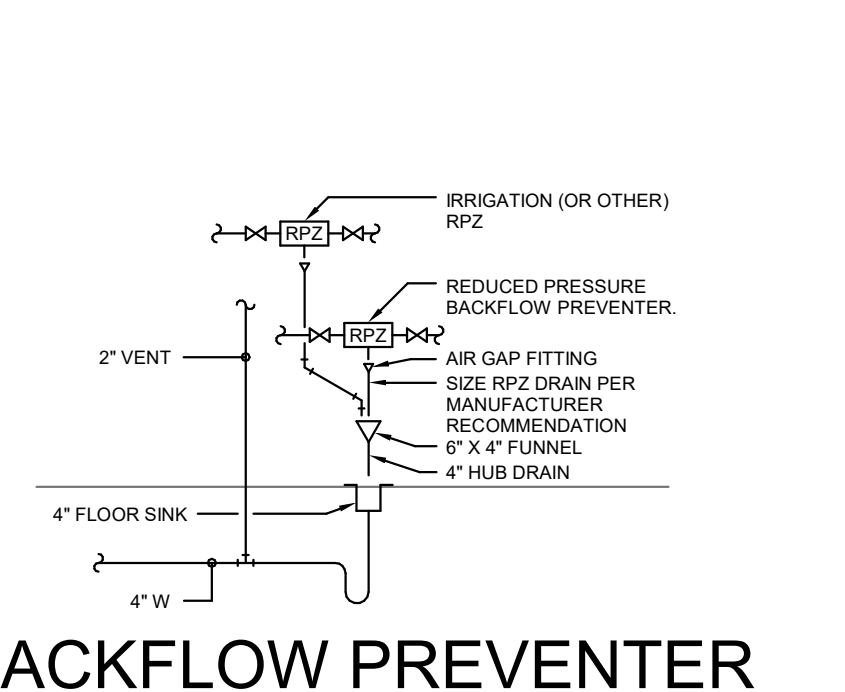 IRRIGATION (OR OTHER)
RPZ
RPZ
REDUCED PRESSURE
BACKFLOW PREVENTER.
RPZ
2" VENT
AIR GAP FITTING
SIZE RPZ DRAIN PER
MANUFACTURER
RECOMMENDATION
6" X 4" FUNNEL
4" HUB DRAIN
4" FLOOR SINK
4" W
ACKFLOW PREVENTER